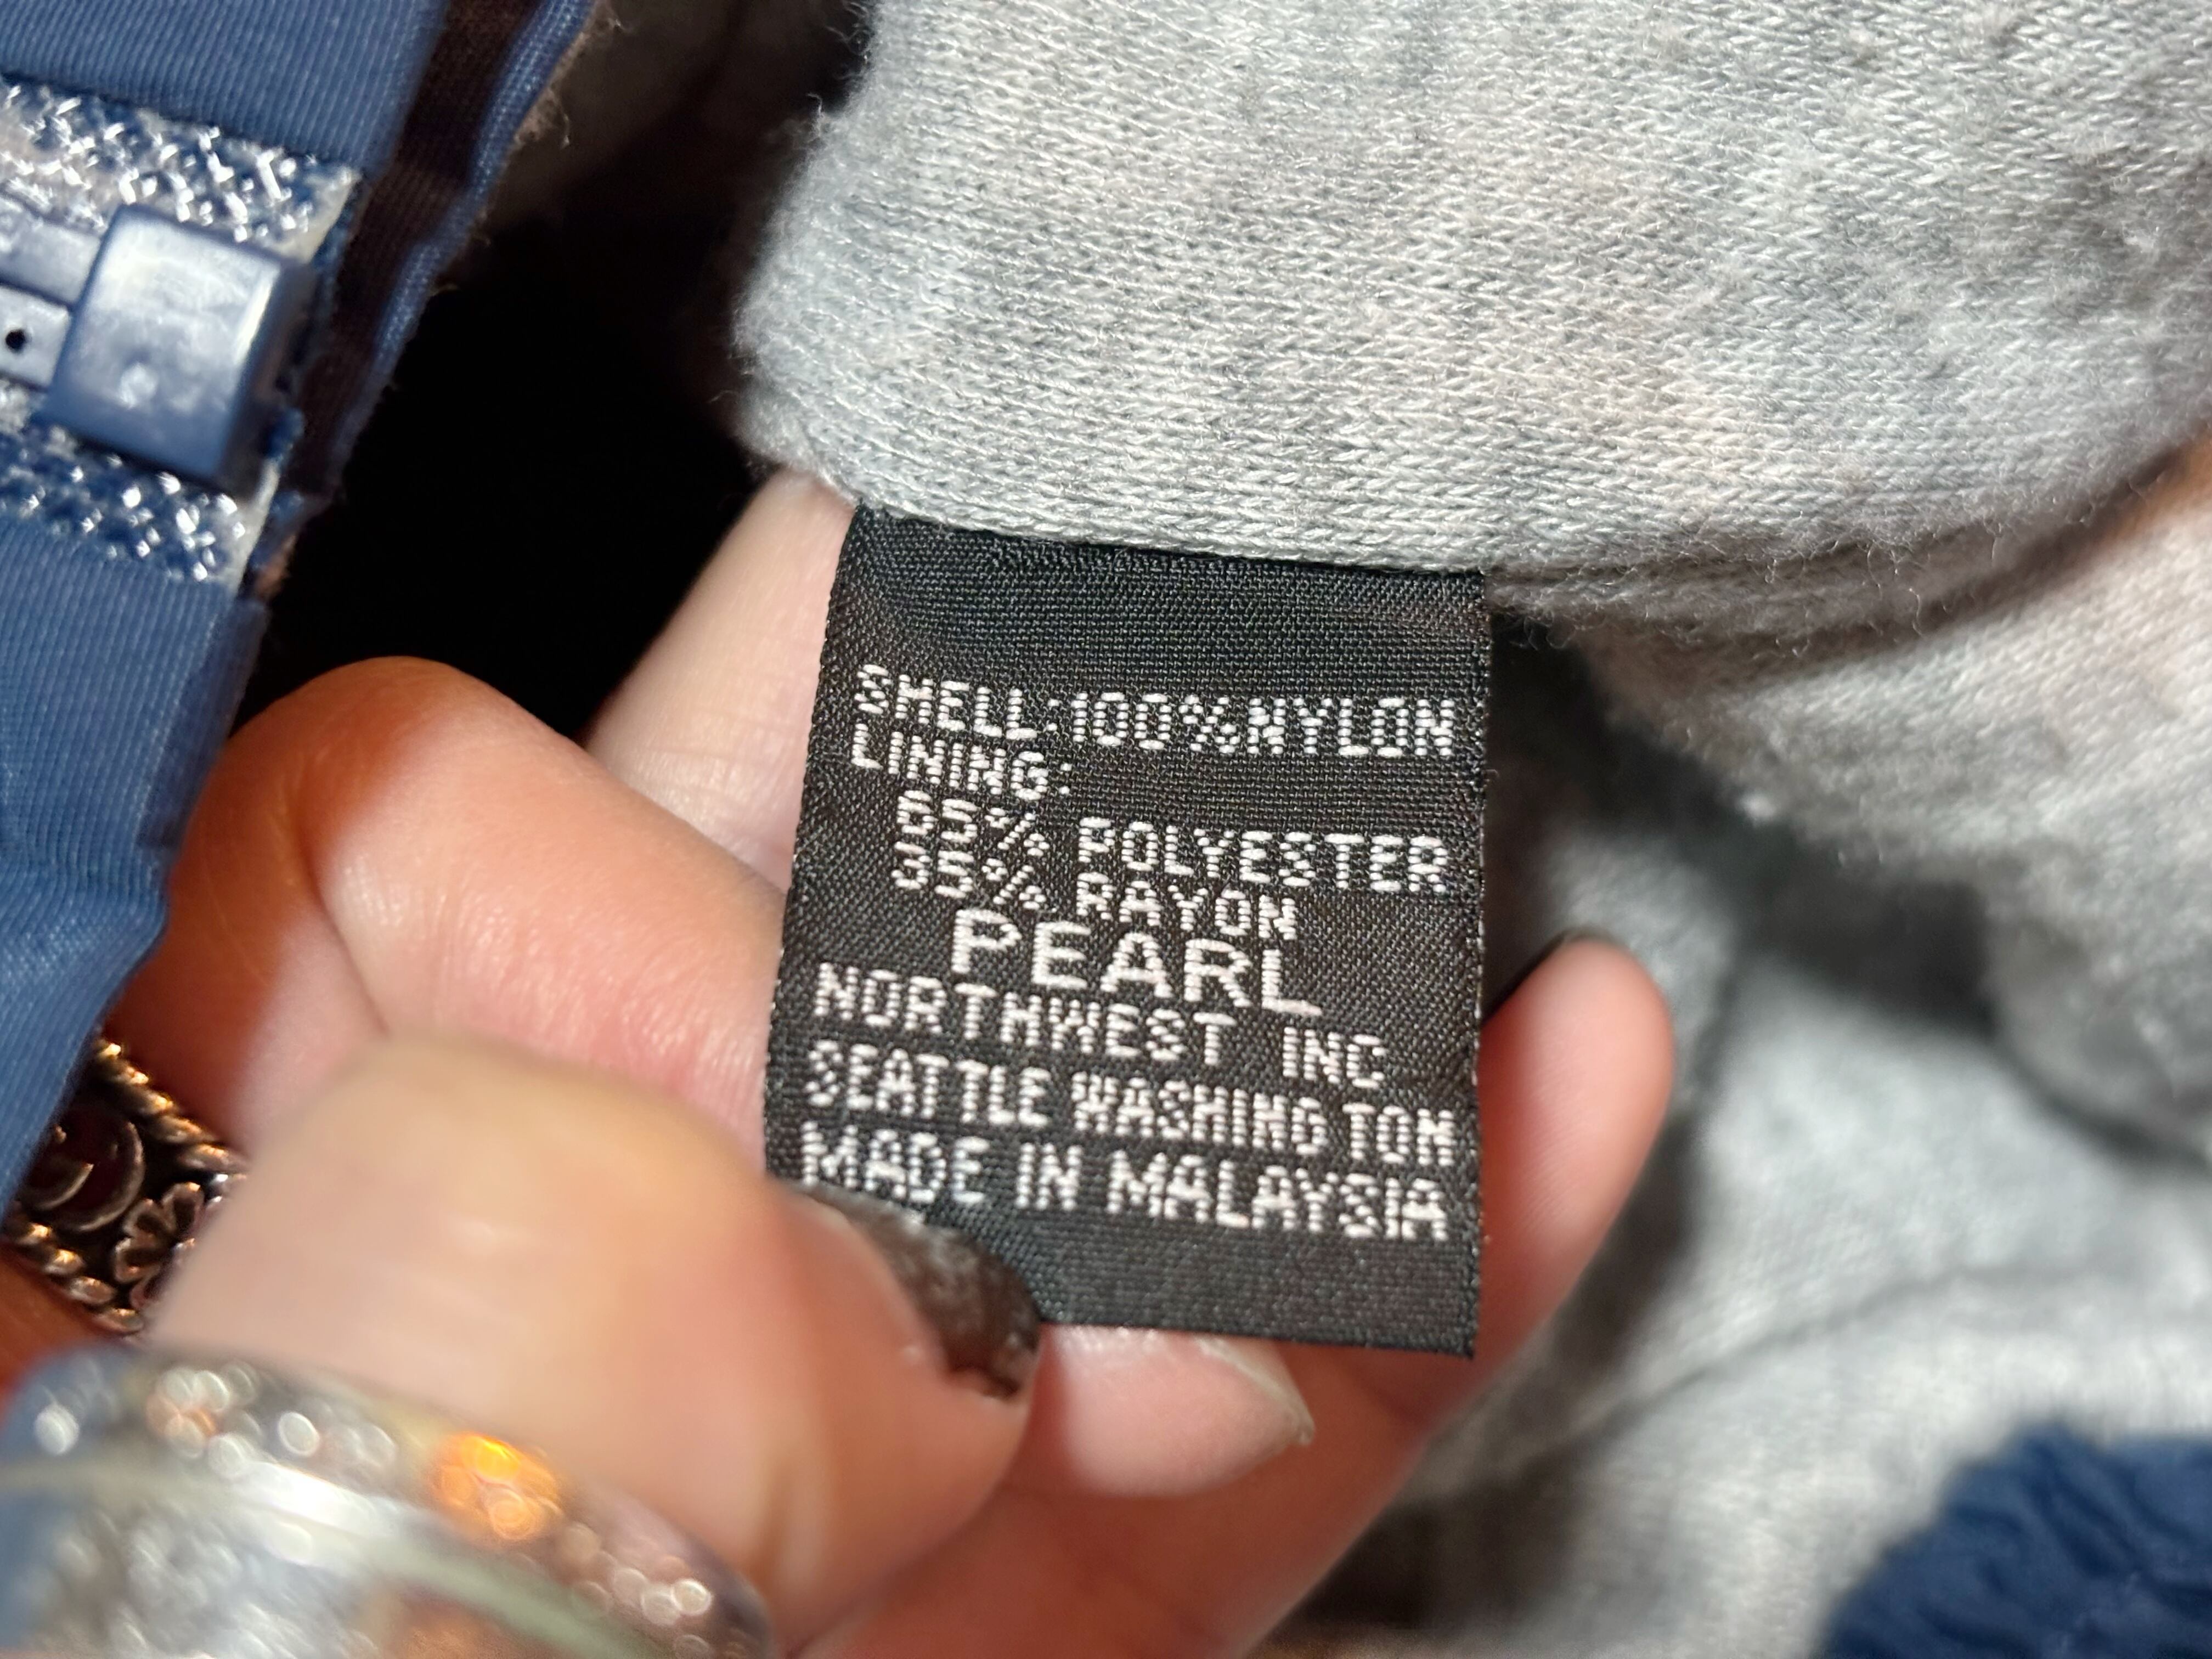 SHELL:100%NYLON
LINING:
65% POLYESTER
35% RAYON
PEARL
NORTHWEST INC
SEATTLE WASHING TON
MADE IN MALAYSIA